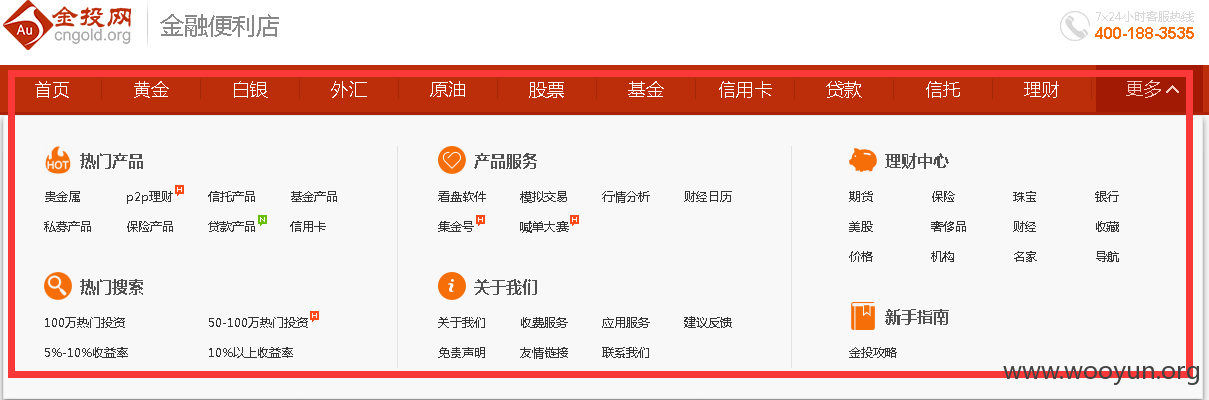 Au 金投网 cngold.org 金融便利店
7x24小时客服热线
400-188-3535
首页 黄金 白银 外汇 原油 股票 基金 信用卡 贷款 信托 理财 更多
HOT 热门产品
贵金属 p2p理财 H 信托产品 基金产品
私募产品 保险产品 贷款产品 N 信用卡
热门搜索
100万热门投资 50-100万热门投资 H
5%-10%收益率 10%以上收益率
产品服务
看盘软件 模拟交易 行情分析 财经日历
集金号 H 喊单大赛 H
关于我们
关于我们 收费服务 应用服务 建议反馈
免责声明 友情链接 联系我们
理财中心
期货 保险 珠宝 银行
美股 奢侈品 财经 收藏
价格 机构 名家 导航
新手指南
金投攻略
www.wooyun.org